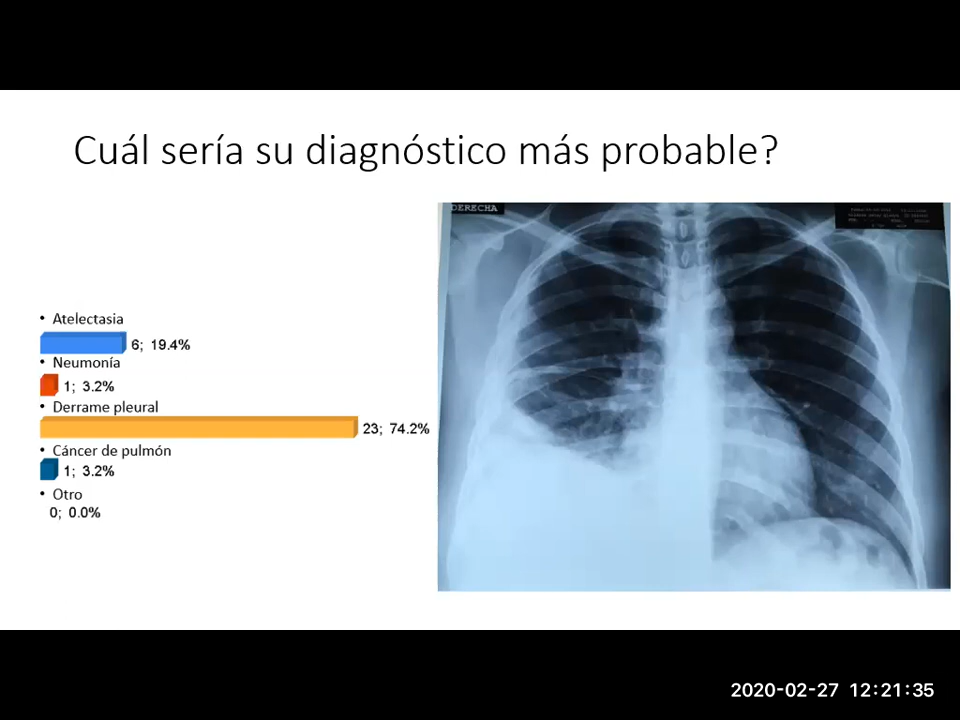 Cuál sería su diagnóstico más probable?
DERECHA
• Atelectasia
6; 19.4%
• Neumonía
1; 3.2%
• Derrame pleural
23; 74.2%
• Cáncer de pulmón
1; 3.2%
• Otro
0; 0.0%
2020-02-27 12:21:35